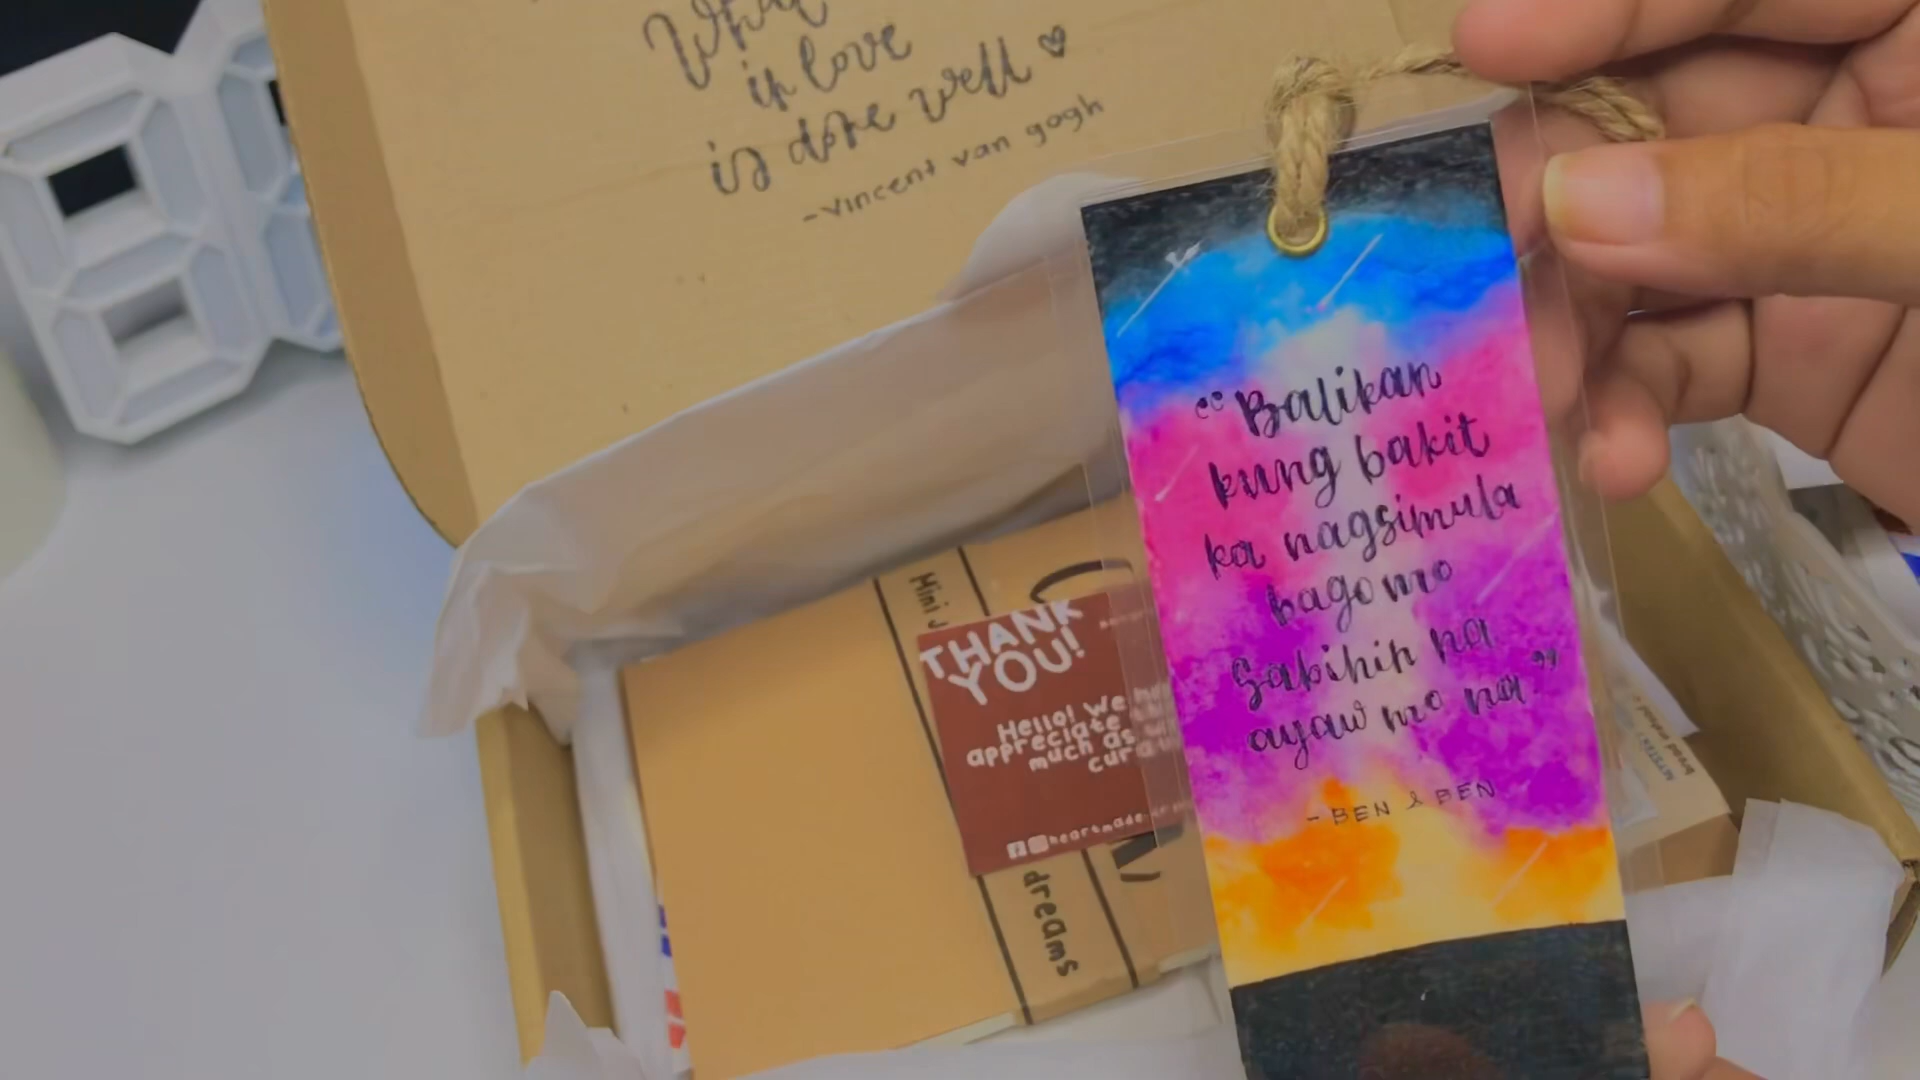 is love
is done well
-vincent van gogh
"Balikan
kung bakit
ka nagsimula
bago mo
sabihin na
ayaw mo na"
- BEN & BEN
Mini
THANK
YOU!
Hello! We
appreciate
much as
heartmade
dreams